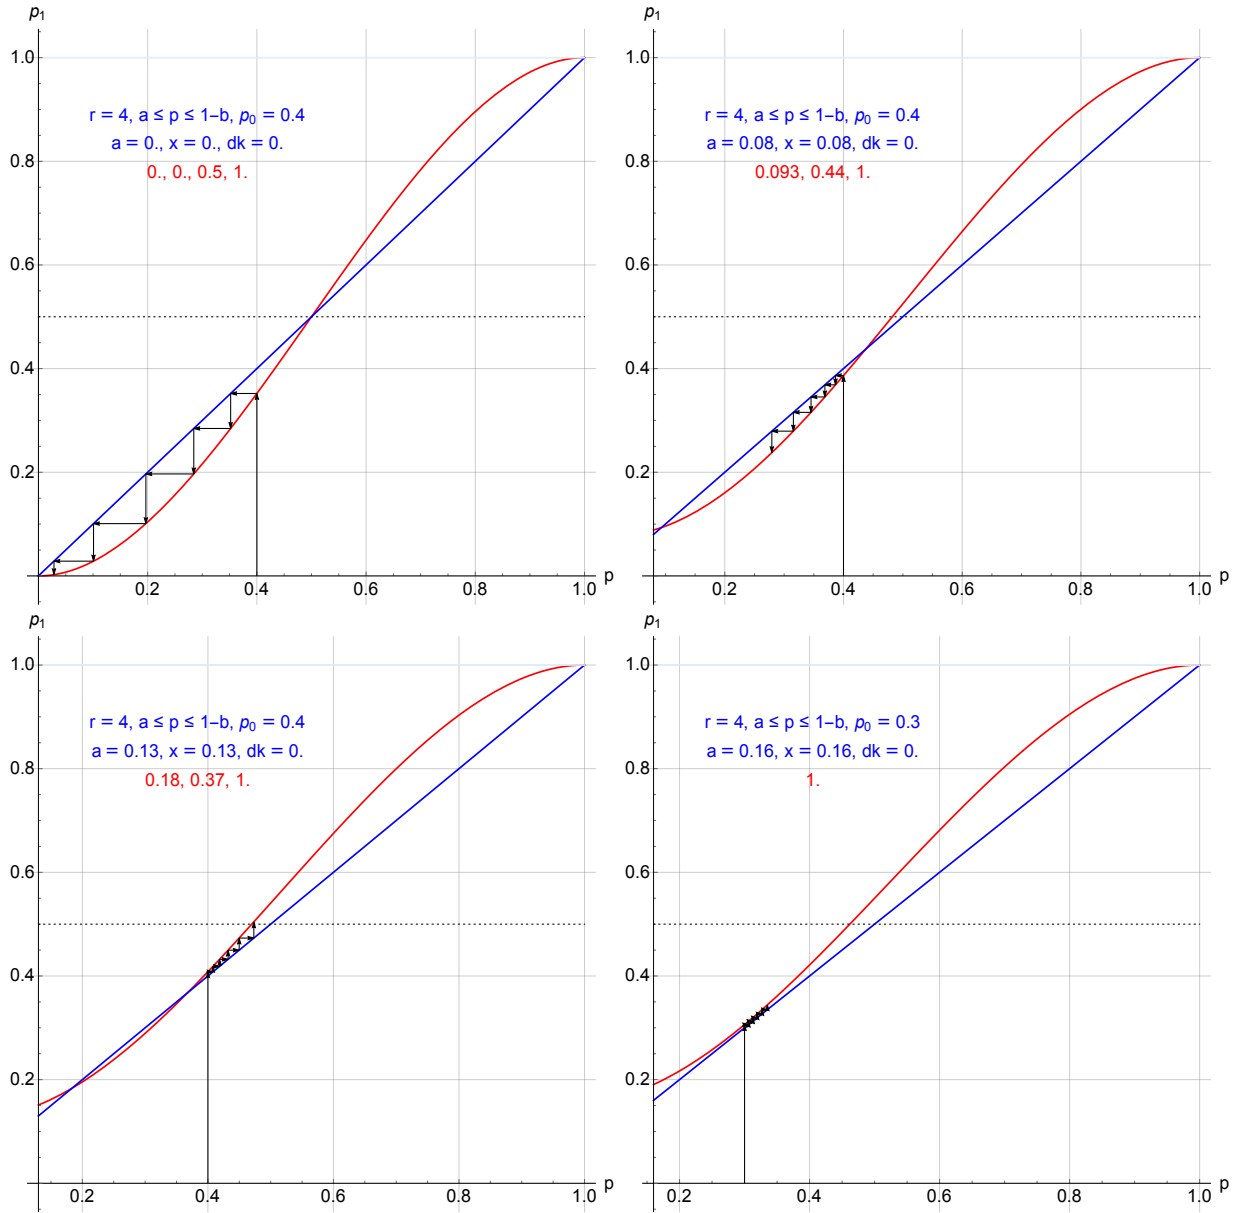 p₁
1.0
r = 4, a ≤ p ≤ 1−b, p₀ = 0.4
a = 0., x = 0., dk = 0.
0., 0., 0.5, 1.
0.8
0.6
0.4
0.2
0.2 0.4 0.6 0.8 1.0 p
p₁
1.0
r = 4, a ≤ p ≤ 1−b, p₀ = 0.4
a = 0.08, x = 0.08, dk = 0.
0.093, 0.44, 1.
0.8
0.6
0.4
0.2
0.2 0.4 0.6 0.8 1.0 p
p₁
1.0
r = 4, a ≤ p ≤ 1−b, p₀ = 0.4
a = 0.13, x = 0.13, dk = 0.
0.18, 0.37, 1.
0.8
0.6
0.4
0.2
0.2 0.4 0.6 0.8 1.0 p
p₁
1.0
r = 4, a ≤ p ≤ 1−b, p₀ = 0.3
a = 0.16, x = 0.16, dk = 0.
1.
0.8
0.6
0.4
0.2
0.2 0.4 0.6 0.8 1.0 p